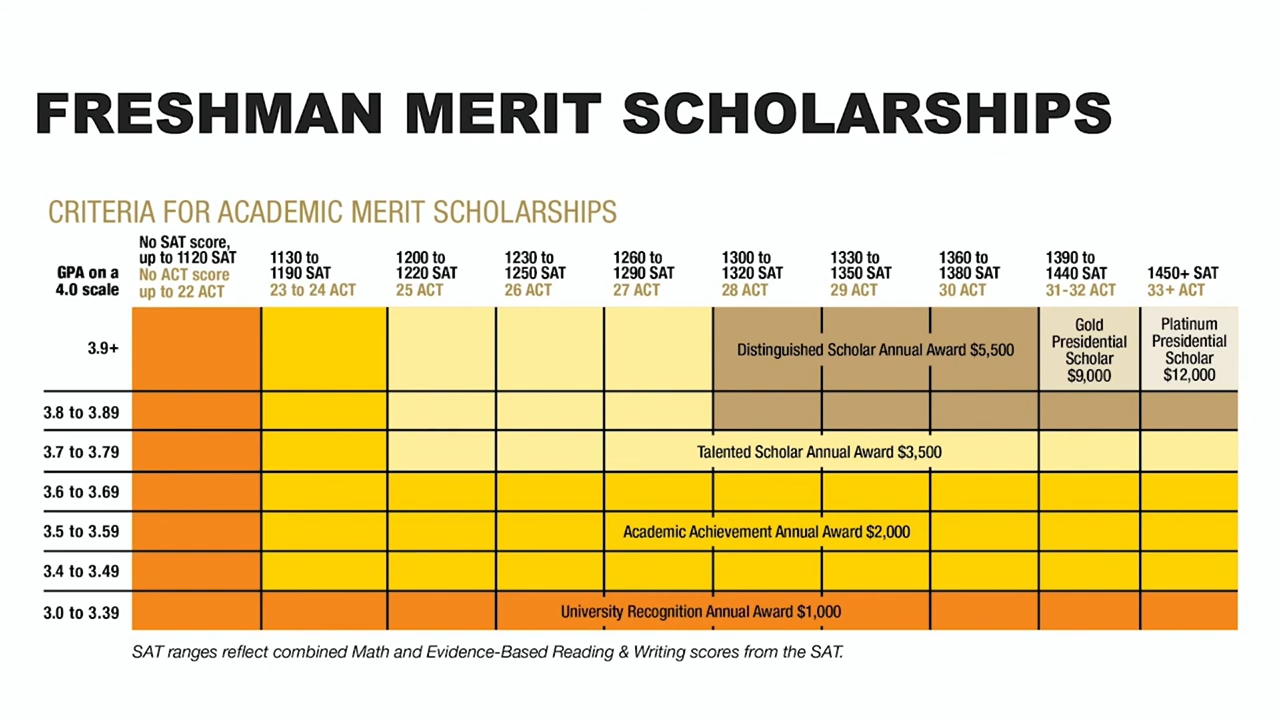 FRESHMAN MERIT SCHOLARSHIPS
CRITERIA FOR ACADEMIC MERIT SCHOLARSHIPS
GPA on a
4.0 scale
No SAT score,
up to 1120 SAT
No ACT score
up to 22 ACT
1130 to
1190 SAT
23 to 24 ACT
1200 to
1220 SAT
25 ACT
1230 to
1250 SAT
26 ACT
1260 to
1290 SAT
27 ACT
1300 to
1320 SAT
28 ACT
1330 to
1350 SAT
29 ACT
1360 to
1380 SAT
30 ACT
1390 to
1440 SAT
31-32 ACT
1450+ SAT
33+ ACT
3.9+
Distinguished Scholar Annual Award $5,500
Gold
Presidential
Scholar
$9,000
Platinum
Presidential
Scholar
$12,000
3.8 to 3.89
3.7 to 3.79
Talented Scholar Annual Award $3,500
3.6 to 3.69
3.5 to 3.59
Academic Achievement Annual Award $2,000
3.4 to 3.49
3.0 to 3.39
University Recognition Annual Award $1,000
SAT ranges reflect combined Math and Evidence-Based Reading & Writing scores from the SAT.